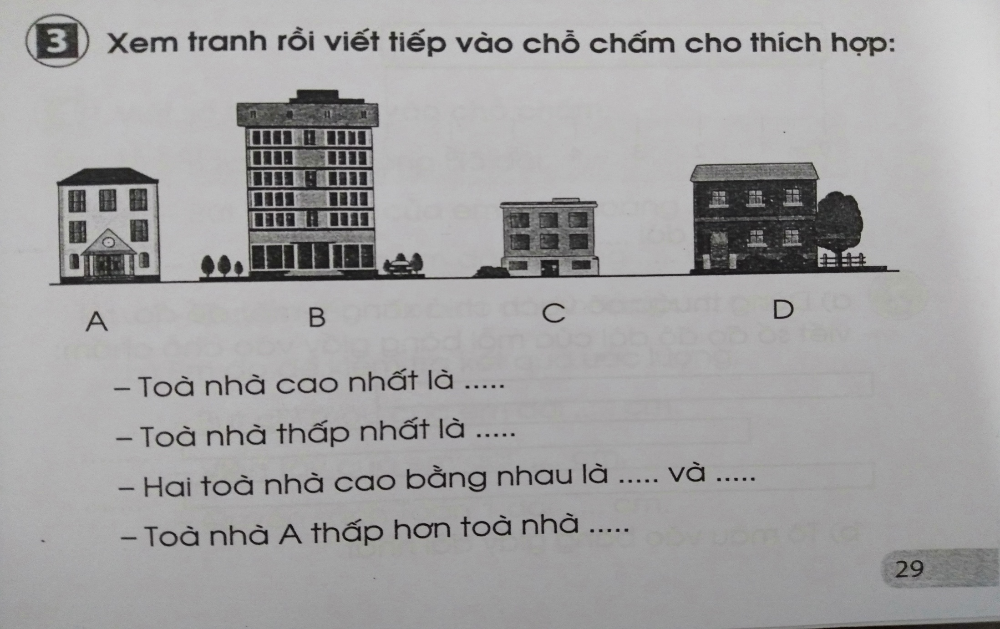 3 Xem tranh rồi viết tiếp vào chỗ chấm cho thích hợp:
A B C D
– Toà nhà cao nhất là .....
– Toà nhà thấp nhất là .....
– Hai toà nhà cao bằng nhau là ..... và .....
– Toà nhà A thấp hơn toà nhà .....
29